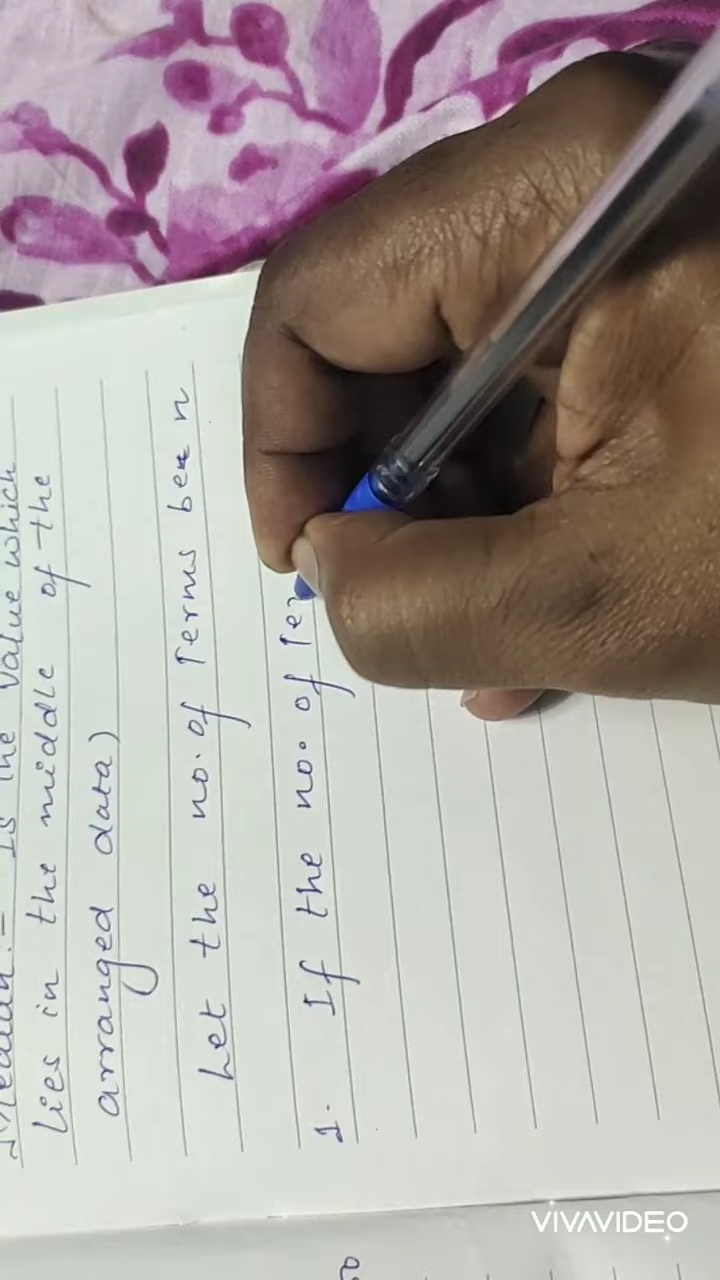 Median :- Is the value which
lies in the middle of the
arranged data)
Let the no. of Terms be n
1. If the no. of Te
VIVAVIDEO